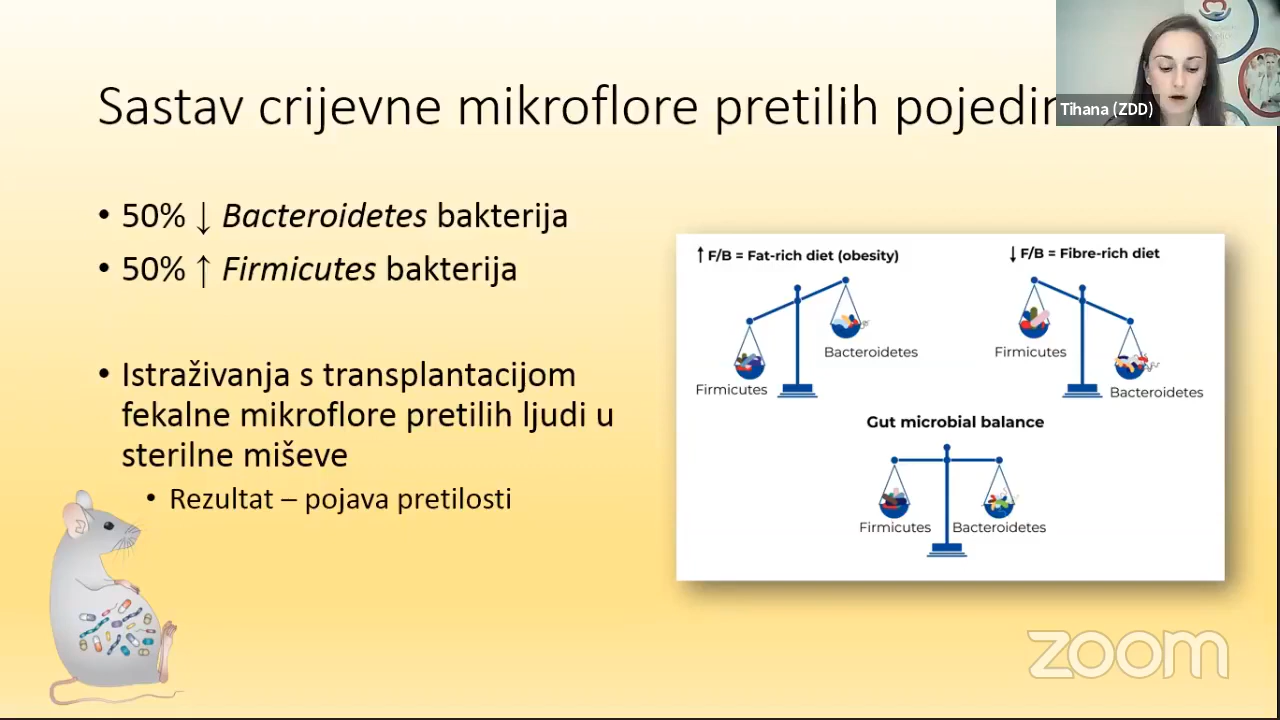 Sastav crijevne mikroflore pretilih
Tihana (ZDD)
• 50% ↓ Bacteroidetes bakterija
• 50% ↑ Firmicutes bakterija
• Istraživanja s transplantacijom
fekalne mikroflore pretilih ljudi u
sterilne miševe
• Rezultat – pojava pretilosti
↑ F/B = Fat-rich diet (obesity)
Bacteroidetes
Firmicutes
↓ F/B = Fibre-rich diet
Firmicutes
Bacteroidetes
Gut microbial balance
Firmicutes
Bacteroidetes
zoom